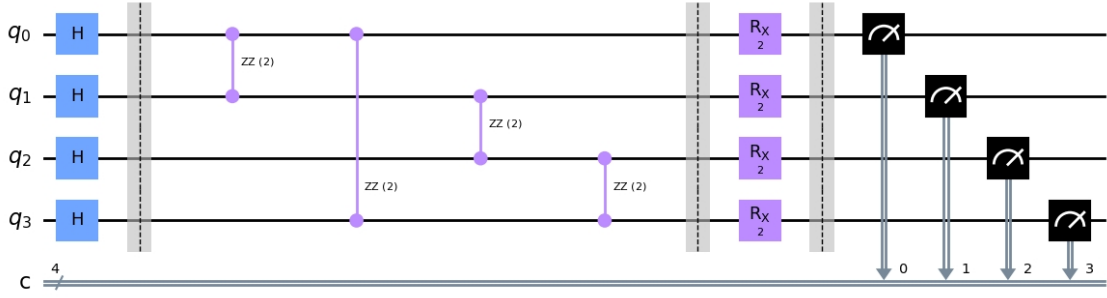 q0 H ZZ (2) RX 2 0
q1 H ZZ (2) RX 2 1
q2 H ZZ (2) RX 2 2
q3 H ZZ (2) RX 2 3
c 4